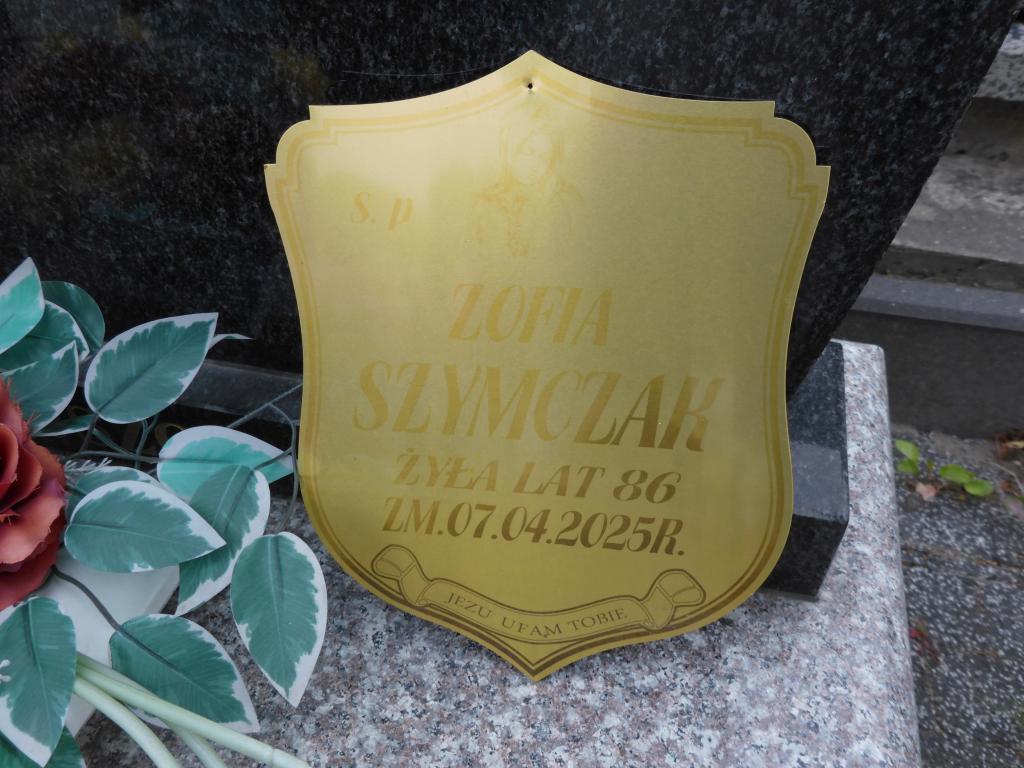 Ś. p
ZOFIA
SZYMCZAK
ŻYŁA LAT 86
ZM.07.04.2025R.
JEZU UFAM TOBIE